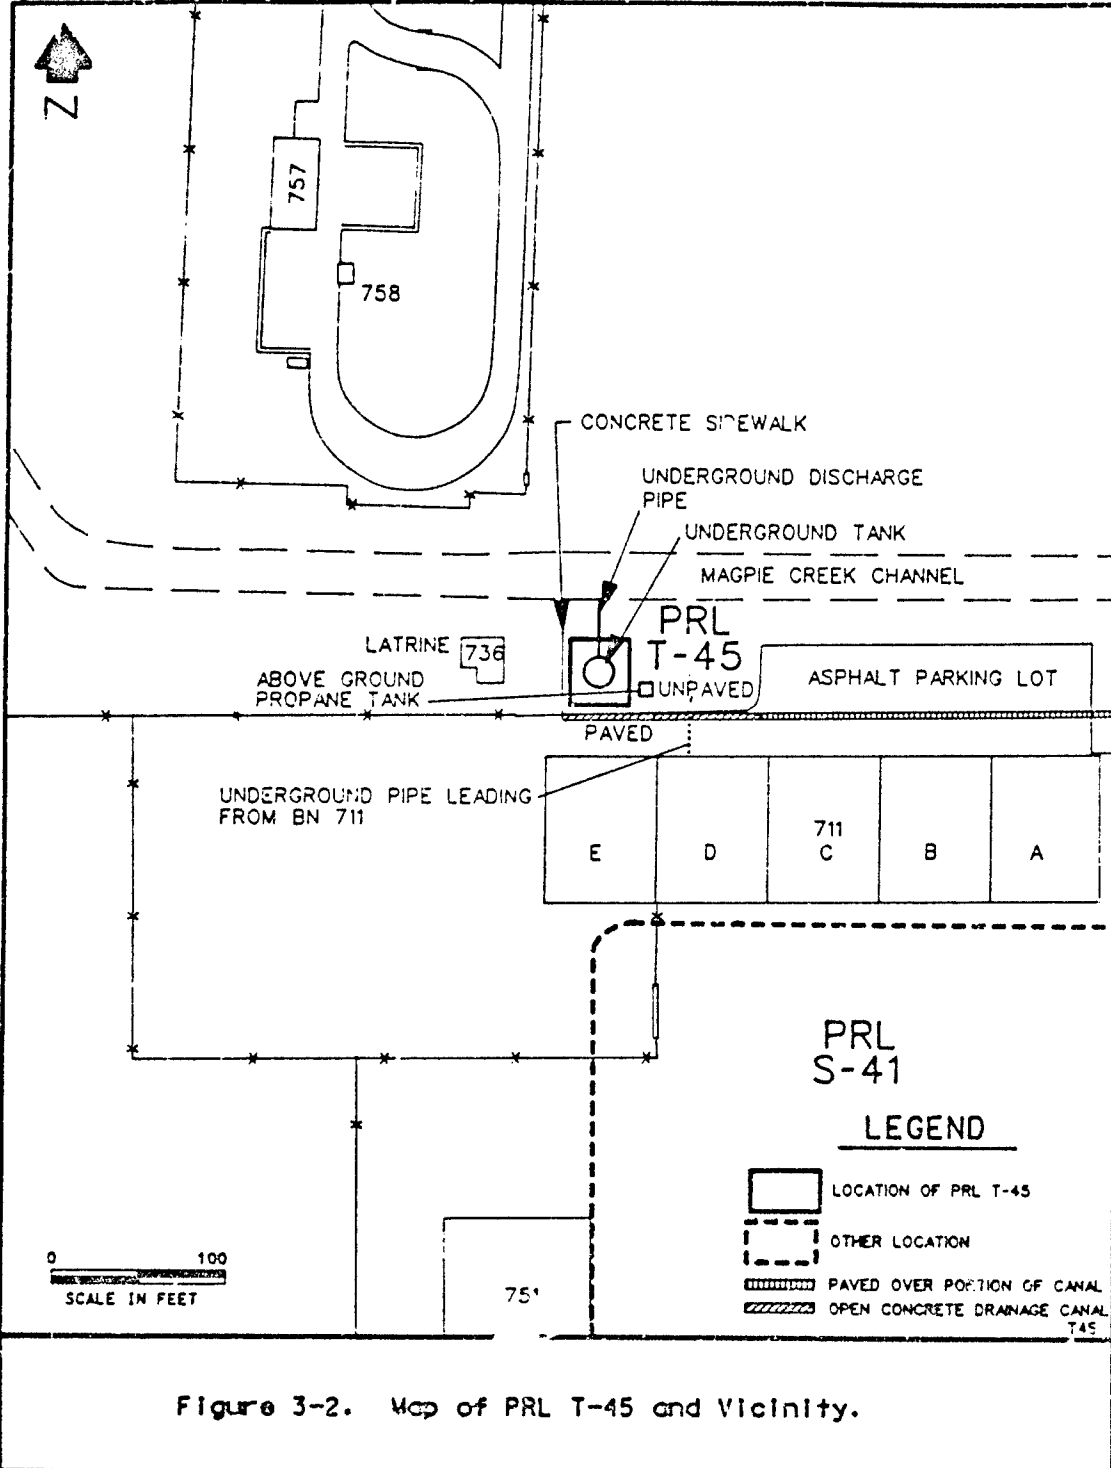 N
757
758
CONCRETE SIDEWALK
UNDERGROUND DISCHARGE
PIPE
UNDERGROUND TANK
MAGPIE CREEK CHANNEL
PRL
T-45
LATRINE
736
ABOVE GROUND
PROPANE TANK
UNPAVED
ASPHALT PARKING LOT
PAVED
UNDERGROUND PIPE LEADING
FROM BN 711
711
E
D
C
B
A
PRL
S-41
LEGEND
LOCATION OF PRL T-45
OTHER LOCATION
PAVED OVER PORTION OF CANAL
OPEN CONCRETE DRAINAGE CANAL
T45
0 100
SCALE IN FEET
751
Figure 3-2. Map of PRL T-45 and Vicinity.